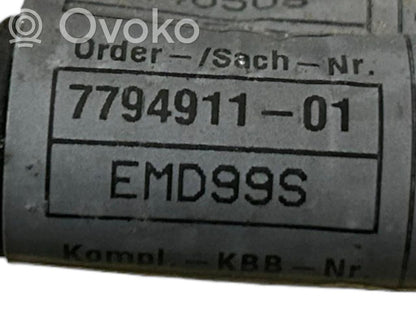 Ovoko
Order-/Sach-Nr.
7794911-01
EMD99S
Kompl.-KBB-Nr.